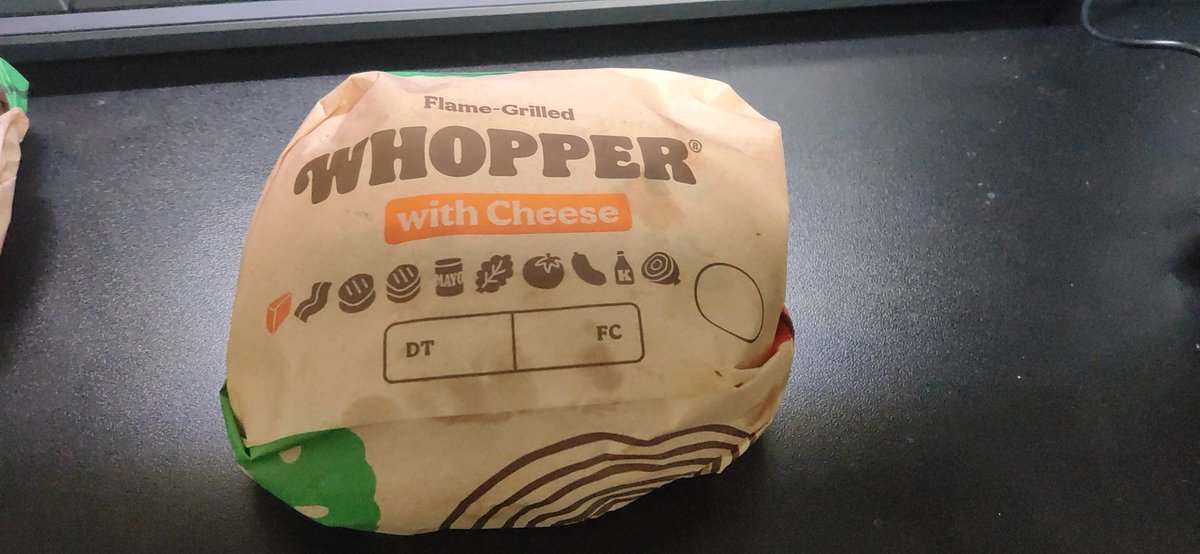 Flame-Grilled
WHOPPER®
with Cheese
MAYO K
DT FC